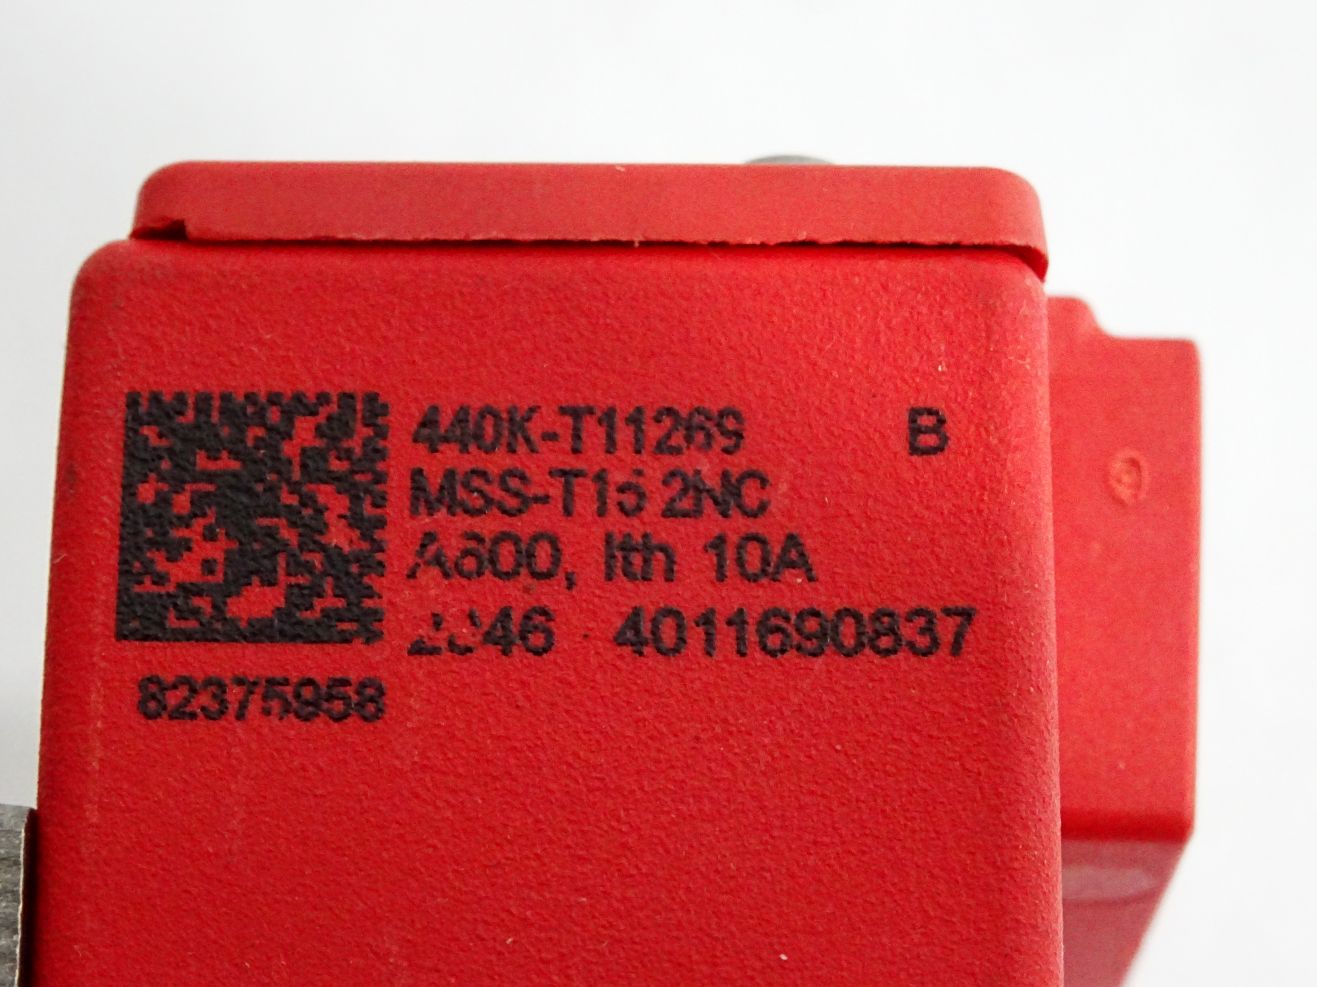 440K-T11269 B
MSS-T15 2NC
A600, Ith 10A
4011690837
82375958